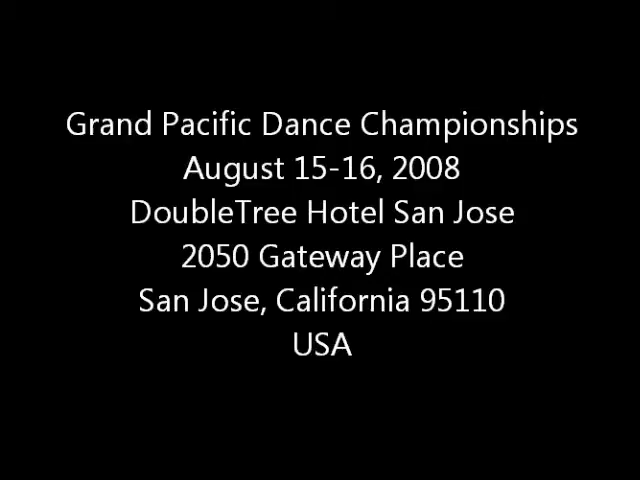 Grand Pacific Dance Championships
August 15-16, 2008
DoubleTree Hotel San Jose
2050 Gateway Place
San Jose, California 95110
USA